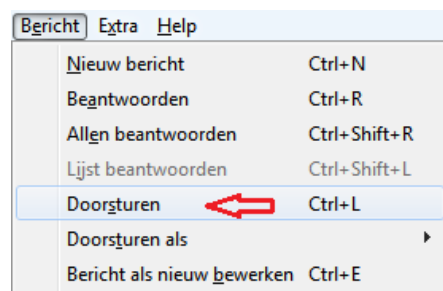 Bericht Extra Help
Nieuw bericht Ctrl+N
Beantwoorden Ctrl+R
Allen beantwoorden Ctrl+Shift+R
Lijst beantwoorden Ctrl+Shift+L
Doorsturen Ctrl+L
Doorsturen als
Bericht als nieuw bewerken Ctrl+E